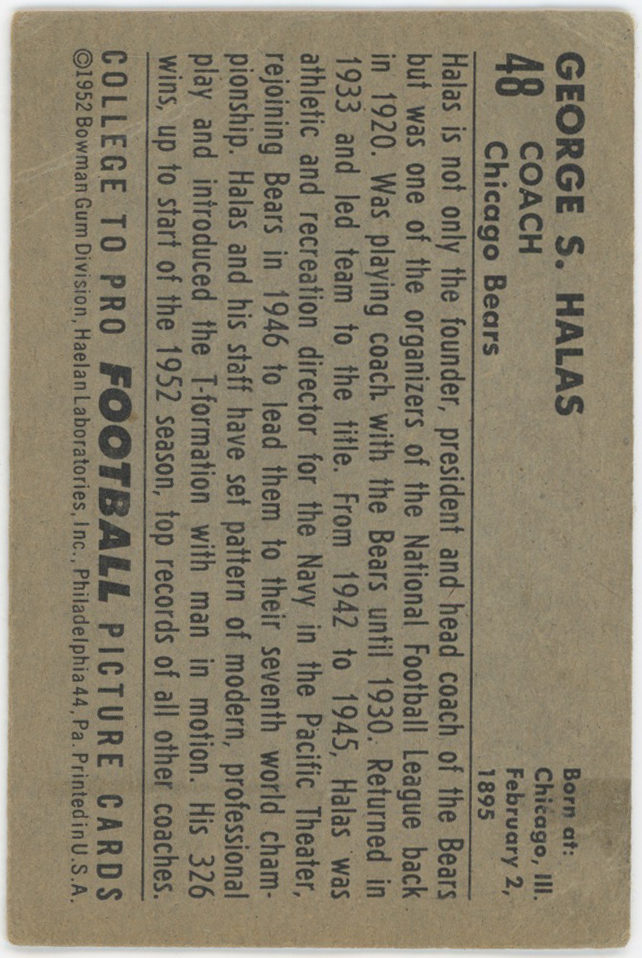 GEORGE S. HALAS
48 COACH
Chicago Bears
Born at:
Chicago, Ill.
February 2,
1895
Halas is not only the founder, president and head coach of the Bears
but was one of the organizers of the National Football League back
in 1920. Was playing coach with the Bears until 1930. Returned in
1933 and led team to the title. From 1942 to 1945, Halas was
athletic and recreation director for the Navy in the Pacific Theater,
rejoining Bears in 1946 to lead them to their seventh world cham-
pionship. Halas and his staff have set pattern of modern, professional
play and introduced the T-formation with man in motion. His 326
wins, up to start of the 1952 season, top records of all other coaches.
COLLEGE TO PRO FOOTBALL PICTURE CARDS
©1952 Bowman Gum Division, Haelan Laboratories, Inc., Philadelphia 44, Pa. Printed in U.S.A.